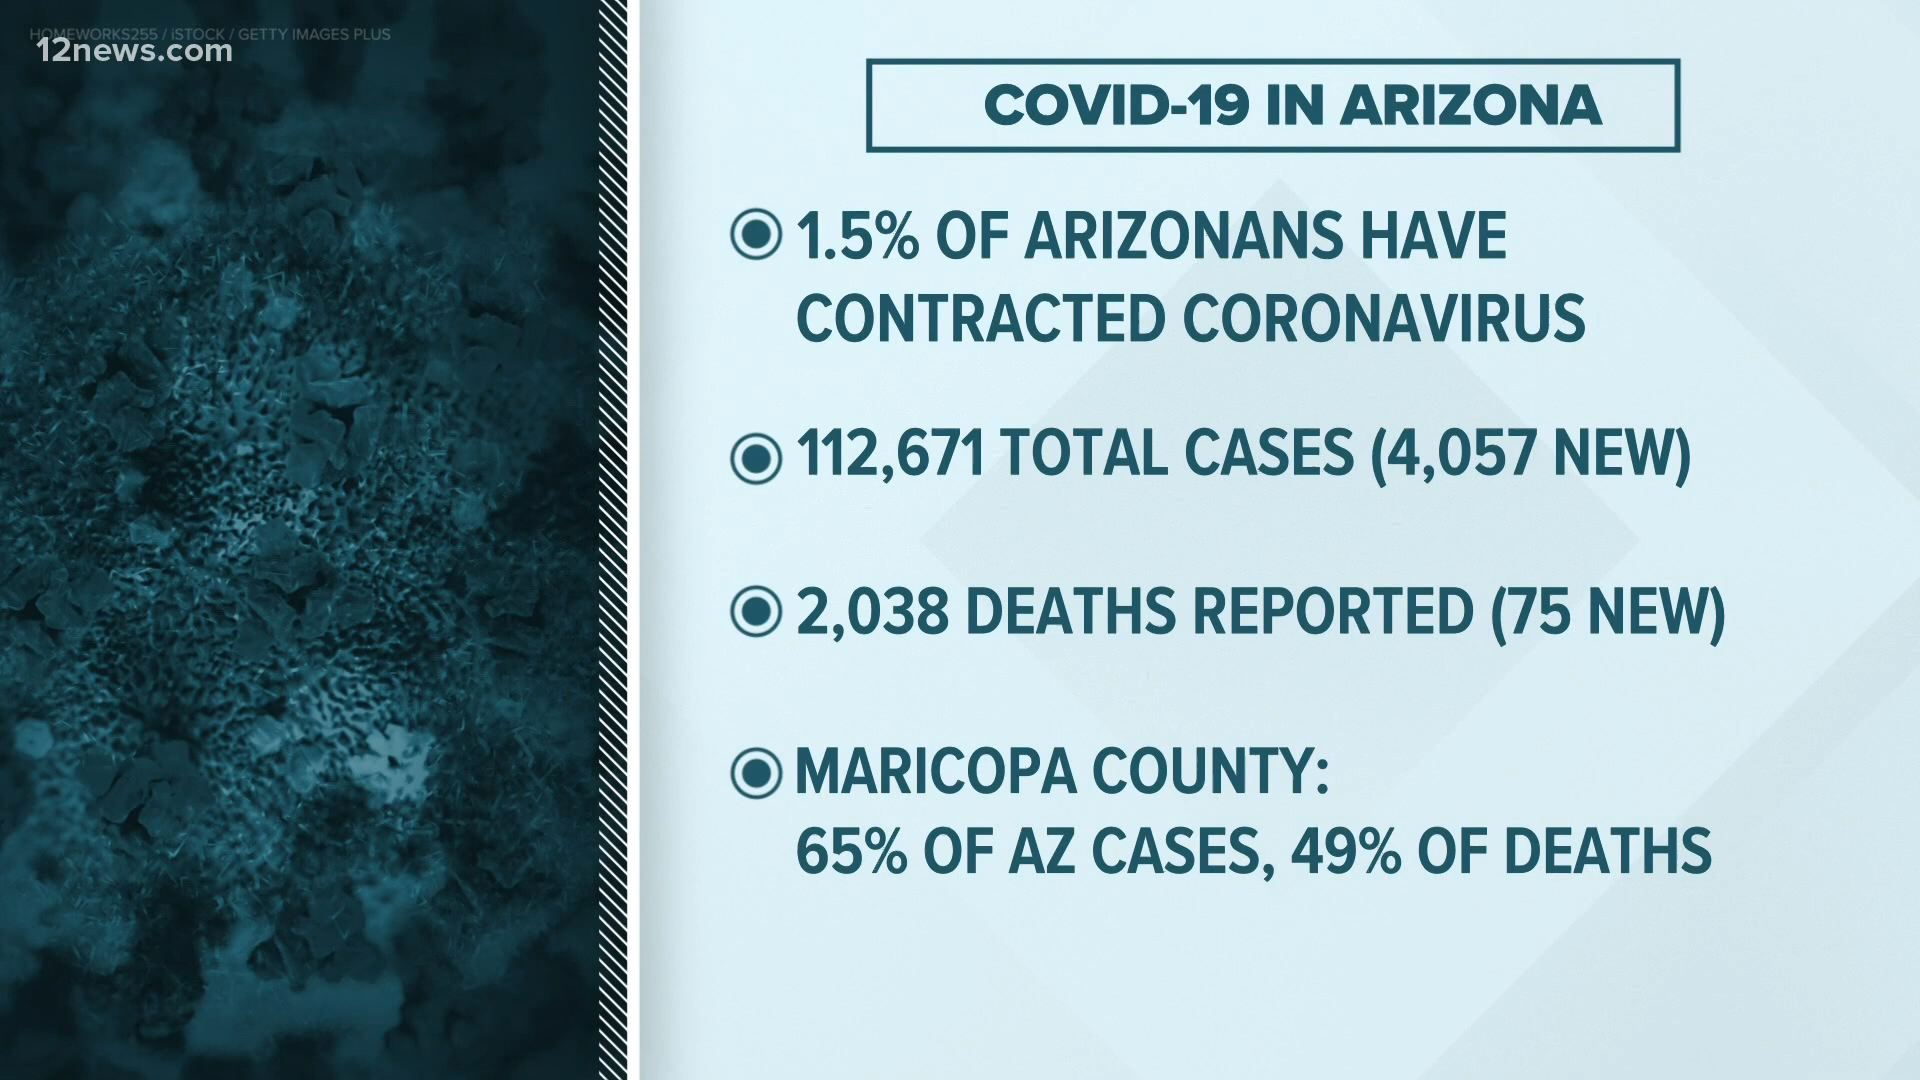 HOMEWORKS255 / iSTOCK / GETTY IMAGES PLUS
12news.com
COVID-19 IN ARIZONA
1.5% OF ARIZONANS HAVE
CONTRACTED CORONAVIRUS
112,671 TOTAL CASES (4,057 NEW)
2,038 DEATHS REPORTED (75 NEW)
MARICOPA COUNTY:
65% OF AZ CASES, 49% OF DEATHS